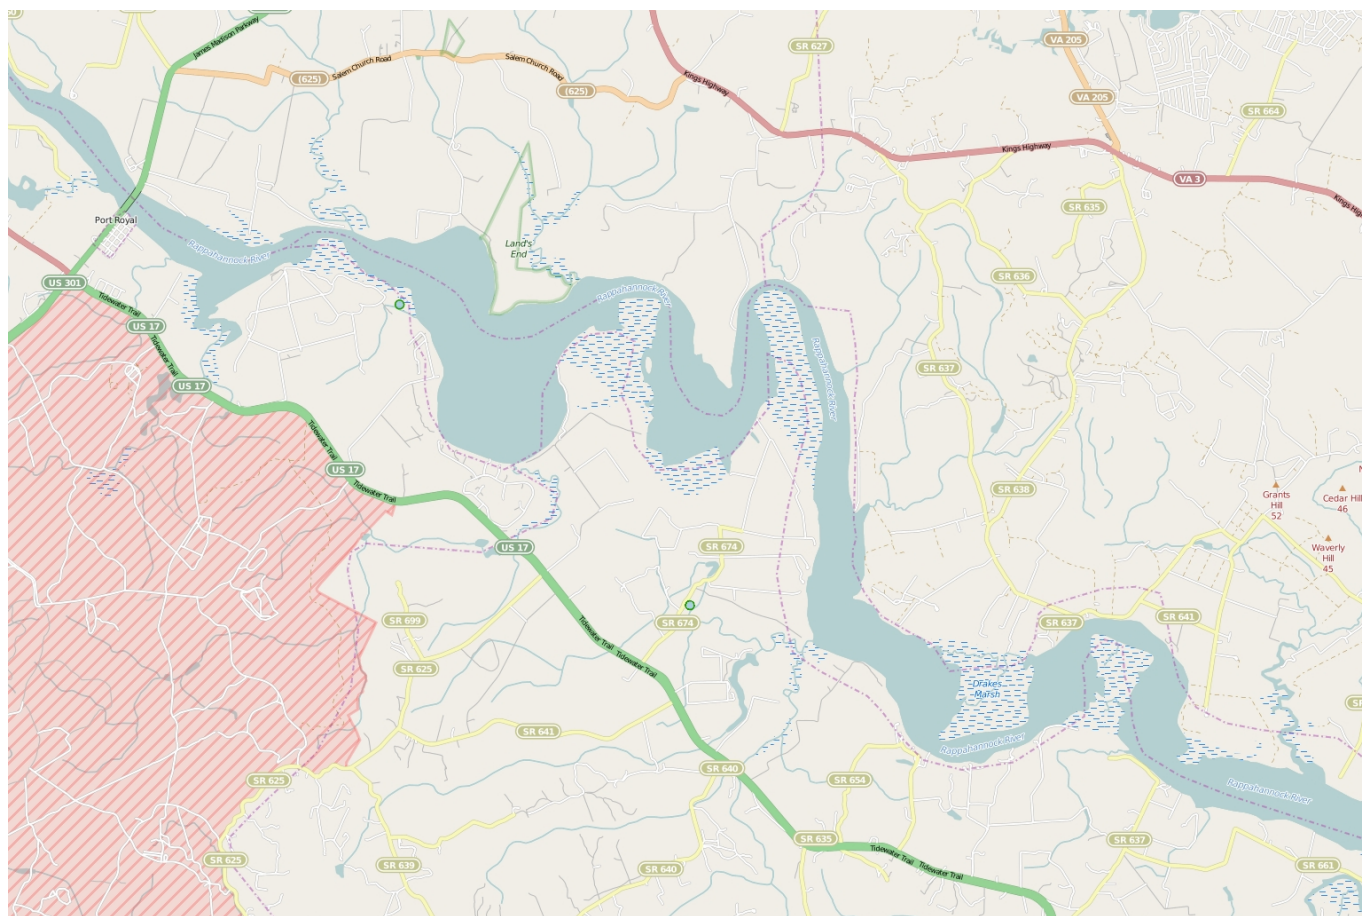 James Madison Parkway
SR 627
VA 205
Salem Church Road
Salem Church Road
(625)
(625)
Kings Highway
VA 205
SR 664
Kings Highway
VA 3
Port Royal
SR 635
Rappahannock River
Land's
End
SR 636
US 301
Rappahannock River
Tidewater Trail
US 17
Tidewater Trail
Rappahannock River
SR 637
US 17
Tidewater Trail
US 17
Tidewater Trail
SR 638
Grants
Hill
52
Cedar Hill
46
US 17
SR 674
Waverly
Hill
45
SR 699
SR 674
SR 637
SR 641
Tidewater Trail
Tidewater Trail
SR 625
Drakes
Marsh
SR 641
Rappahannock River
SR 640
SR 625
SR 654
Rappahannock River
SR 635
SR 637
Tidewater Trail
Tidewater Trail
SR 625
SR 639
SR 640
SR 661